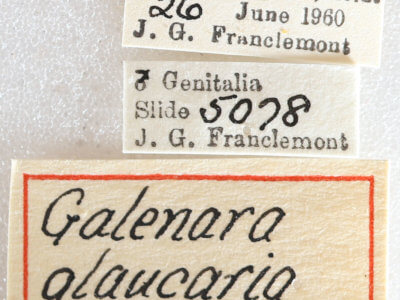 26 June 1960
J. G. Franclemont
♂ Genitalia
Slide 5078
J. G. Franclemont
Galenara
glaucaria